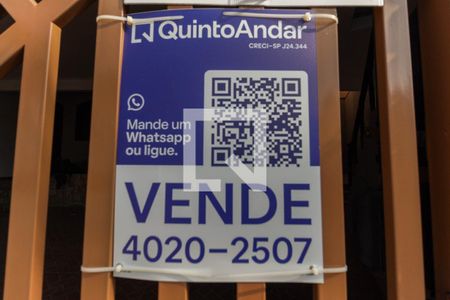 QuintoAndar
CRECI-SP J24.344
Mande um
Whatsapp
ou ligue.
VENDE
4020-2507